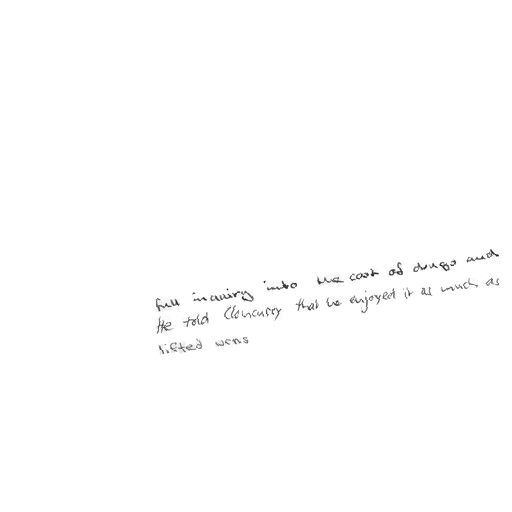 full inquiry into the cost of drugs and
He told Cloncurry that he enjoyed it as much as
lifted